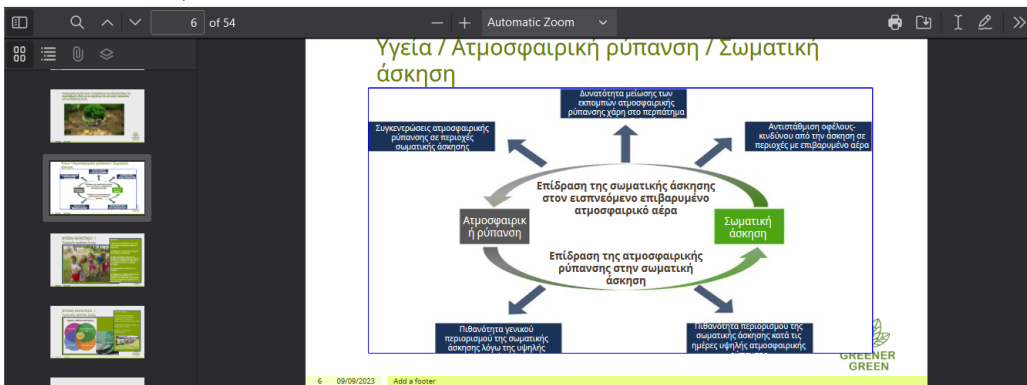 6 of 54
Automatic Zoom
Υγεία / Ατμοσφαιρική ρύπανση / Σωματική
άσκηση
Δυνατότητα μείωσης των
εκπομπών ατμοσφαιρικής
ρύπανσης χάρη στο περπάτημα
Συγκεντρώσεις ατμοσφαιρικής
ρύπανσης σε περιοχές
σωματικής άσκησης
Αντιστάθμιση οφέλους-
κινδύνου από την άσκηση σε
περιοχές με επιβαρυμένο αέρα
Επίδραση της σωματικής άσκησης
στον εισπνεόμενο επιβαρυμένο
ατμοσφαιρικό αέρα
Ατμοσφαιρικ
ή ρύπανση
Σωματική
άσκηση
Επίδραση της ατμοσφαιρικής
ρύπανσης στην σωματική
άσκηση
Πιθανότητα γενικού
περιορισμού της σωματικής
άσκησης λόγω της υψηλής
Πιθανότητα περιορισμού της
σωματικής άσκησης κατά τις
ημέρες υψηλής ατμοσφαιρικής
GREENER
GREEN
6 09/09/2023 Add a footer